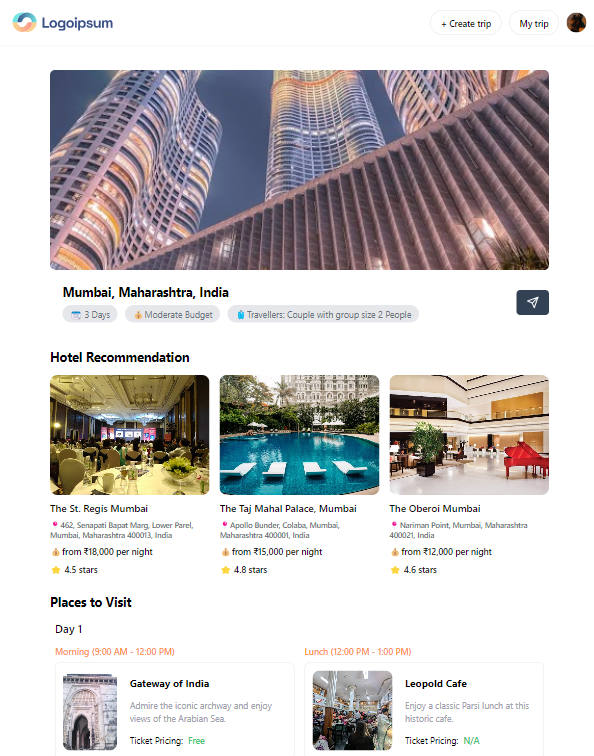 Logoipsum
+ Create trip
My trip
Mumbai, Maharashtra, India
3 Days
Moderate Budget
Travellers: Couple with group size 2 People
Hotel Recommendation
The St. Regis Mumbai
462, Senapati Bapat Marg, Lower Parel,
Mumbai, Maharashtra 400013, India
from ₹18,000 per night
4.5 stars
The Taj Mahal Palace, Mumbai
Apollo Bunder, Colaba, Mumbai,
Maharashtra 400001, India
from ₹15,000 per night
4.8 stars
The Oberoi Mumbai
Nariman Point, Mumbai, Maharashtra
400021, India
from ₹12,000 per night
4.6 stars
Places to Visit
Day 1
Morning (9:00 AM - 12:00 PM)
Gateway of India
Admire the iconic archway and enjoy
views of the Arabian Sea.
Ticket Pricing: Free
Lunch (12:00 PM - 1:00 PM)
Leopold Cafe
Enjoy a classic Parsi lunch at this
historic cafe.
Ticket Pricing: N/A